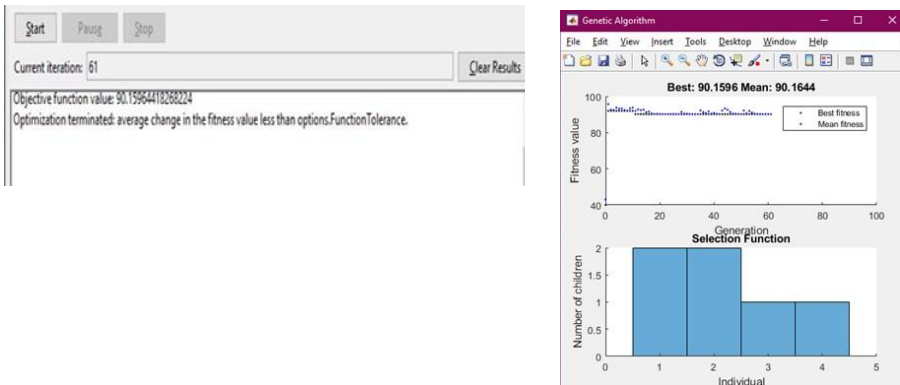 Start Pause Stop
Current iteration: 61 Clear Results
Objective function value: 90.15964418268224
Optimization terminated: average change in the fitness value less than options.FunctionTolerance.
Genetic Algorithm
File Edit View Insert Tools Desktop Window Help
Best: 90.1596 Mean: 90.1644
100
80
60
40
Fitness value
Best fitness
Mean fitness
0 20 40 60 80 100
Generation
Selection Function
2
1.5
1
0.5
0
Number of children
0 1 2 3 4 5
Individual